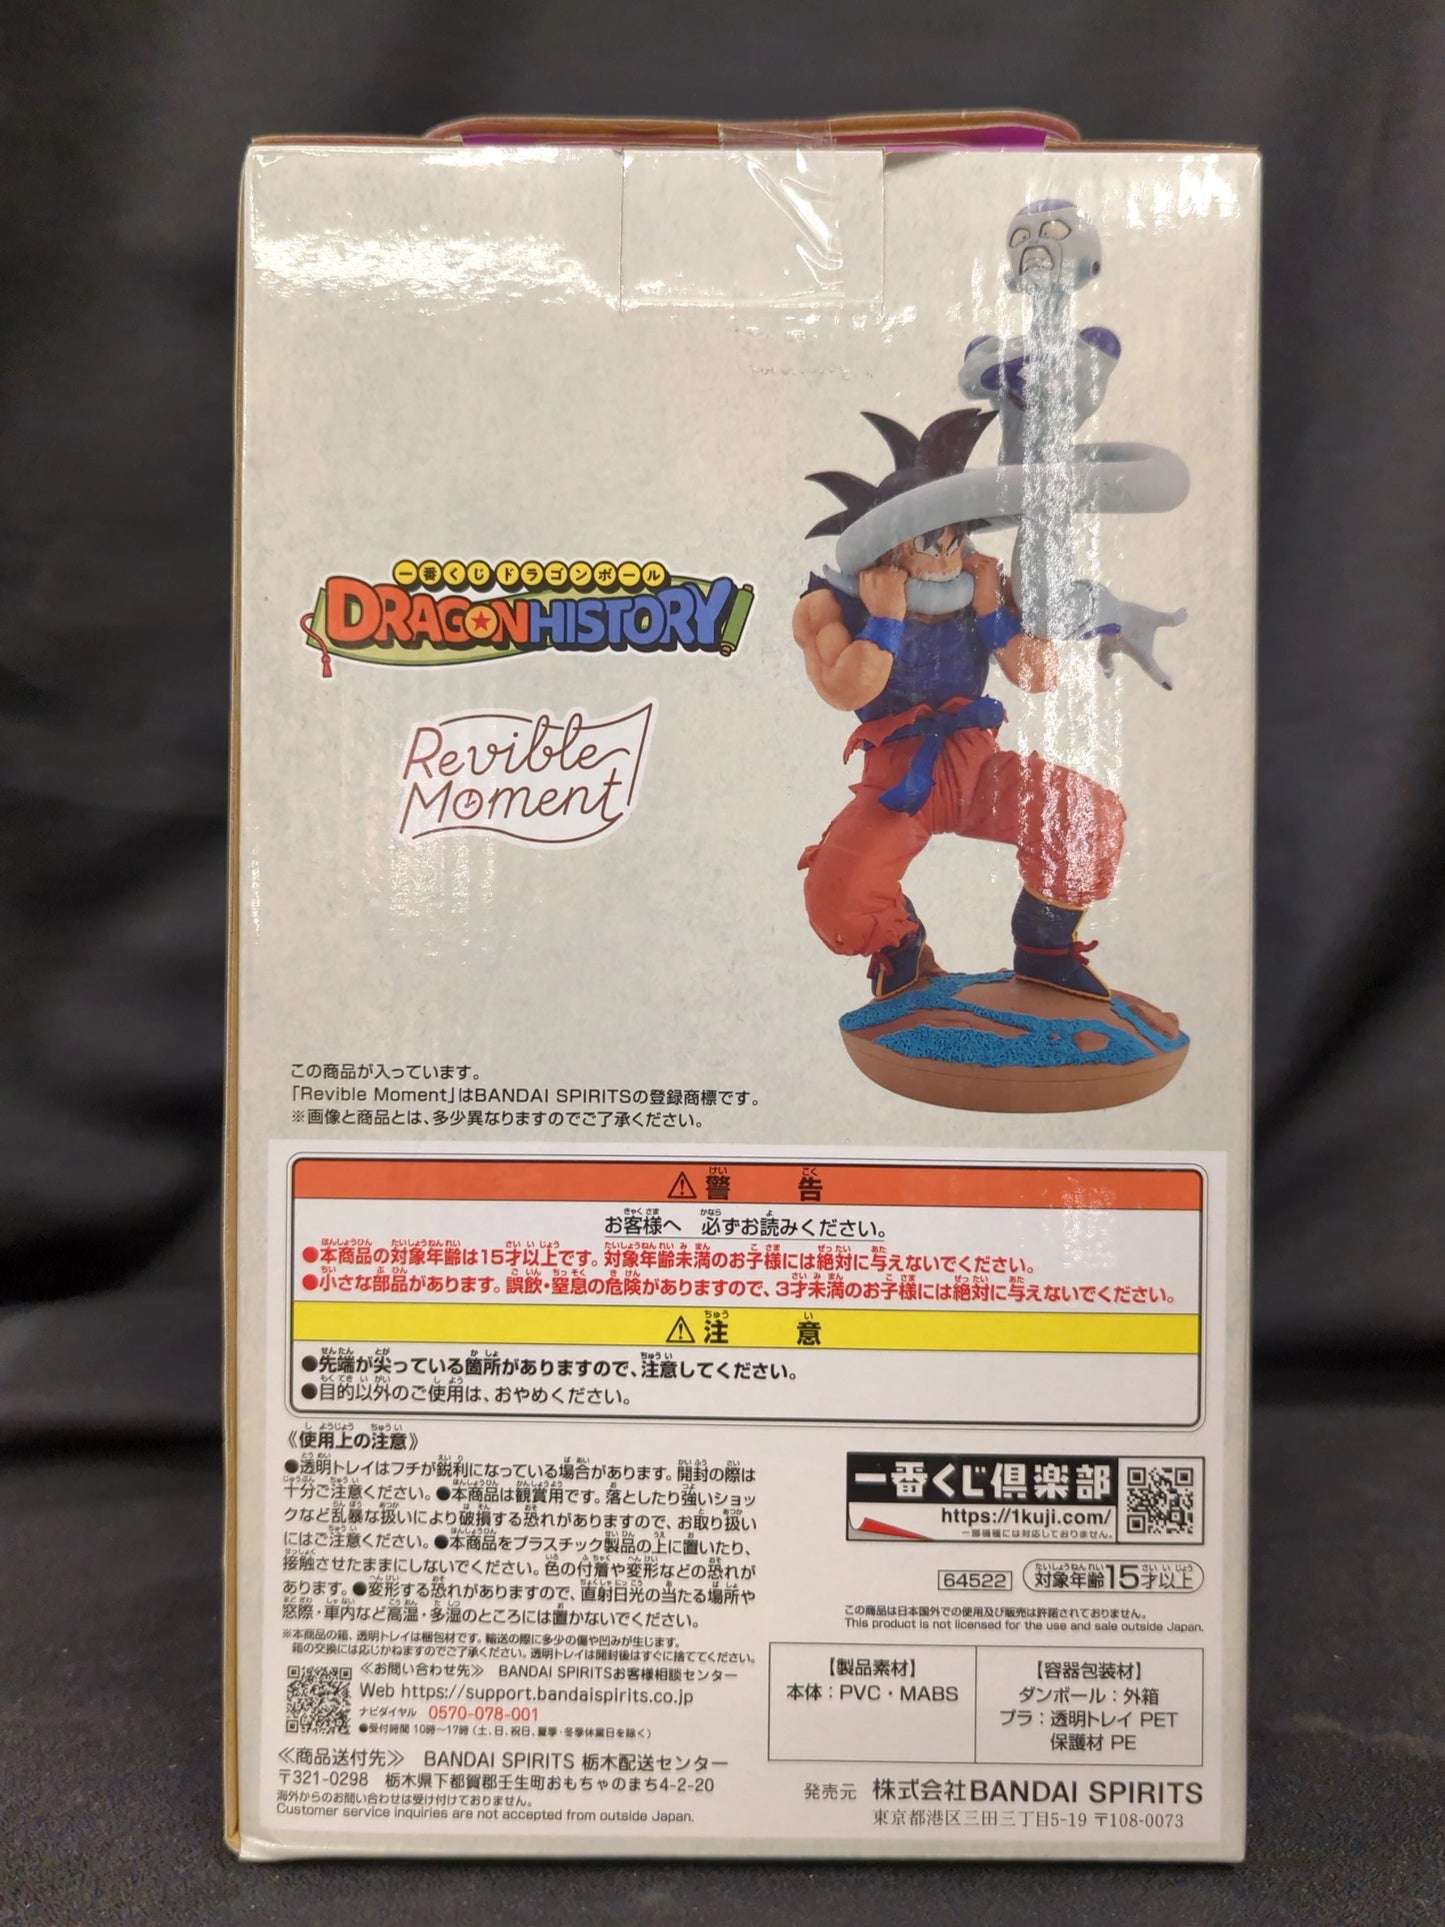 一番くじ ドラゴンボール
DRAGON HISTORY
Revible
Moment
この商品が入っています。
「Revible Moment」はBANDAI SPIRITSの登録商標です。
※画像と商品とは、多少異なりますのでご了承ください。
⚠警告
お客様へ 必ずお読みください。
●本商品の対象年齢は15才以上です。対象年齢未満のお子様には絶対に与えないでください。
●小さな部品があります。誤飲・窒息の危険がありますので、3才未満のお子様には絶対に与えないでください。
⚠注意
●先端が尖っている箇所がありますので、注意してください。
●目的以外のご使用は、おやめください。
《使用上の注意》
●透明トレイはフチが鋭利になっている場合があります。開封の際は
十分ご注意ください。●本商品は観賞用です。落としたり強いショッ
クなど乱暴な扱いにより破損する恐れがありますので、お取り扱い
にはご注意ください。●本商品をプラスチック製品の上に置いたり、
接触させたままにしないでください。色の付着や変形などの恐れが
あります。●変形する恐れがありますので、直射日光の当たる場所や
窓際・車内など高温・多湿のところには置かないでください。
※本商品の箱、透明トレイは梱包材です。輸送の際に多少の傷や凹みが生じます。
箱の交換には応じかねますのでご了承ください。透明トレイは開封後はすぐに捨ててください。
≪お問い合わせ先≫ BANDAI SPIRITSお客様相談センター
Web https://support.bandaispirits.co.jp
ナビダイヤル 0570-078-001
●受付時間 10時～17時（土、日、祝日、夏季・冬季休業日を除く）
≪商品送付先≫ BANDAI SPIRITS 栃木配送センター
〒321-0298 栃木県下都賀郡壬生町おもちゃのまち4-2-20
海外からのお問い合わせは受け付けておりません。
Customer service inquiries are not accepted from outside Japan.
一番くじ倶楽部
https://1kuji.com/
一部機種には対応しておりません。
64522
対象年齢15才以上
この商品は日本国外での使用及び販売は許諾されておりません。
This product is not licensed for the use and sale outside Japan.
【製品素材】
本体：PVC・MABS
【容器包装材】
ダンボール：外箱
プラ：透明トレイ PET
保護材 PE
発売元 株式会社BANDAI SPIRITS
東京都港区三田三丁目5-19 〒108-0073